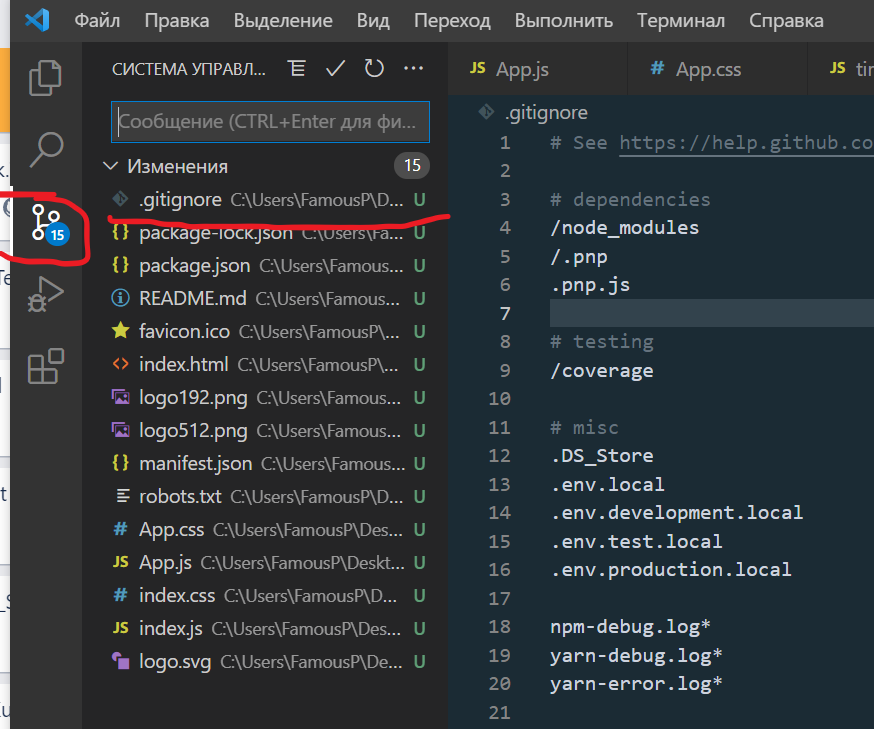 Файл Правка Выделение Вид Переход Выполнить Терминал Справка
СИСТЕМА УПРАВЛ...
JS App.js # App.css JS
Сообщение (CTRL+Enter для фи...
Изменения 15
.gitignore C:\Users\FamousP\D... U
{} package-lock.json C:\Users\Fa... U
{} package.json C:\Users\Famous... U
README.md C:\Users\Famous... U
favicon.ico C:\Users\FamousP\... U
<> index.html C:\Users\FamousP\... U
logo192.png C:\Users\Famous... U
logo512.png C:\Users\Famous... U
{} manifest.json C:\Users\Famous... U
robots.txt C:\Users\FamousP\D... U
# App.css C:\Users\FamousP\Des... U
JS App.js C:\Users\FamousP\Deskt... U
# index.css C:\Users\FamousP\D... U
JS index.js C:\Users\FamousP\Des... U
logo.svg C:\Users\FamousP\De... U
15
.gitignore
1 # See https://help.github.co
2
3 # dependencies
4 /node_modules
5 /.pnp
6 .pnp.js
7
8 # testing
9 /coverage
10
11 # misc
12 .DS_Store
13 .env.local
14 .env.development.local
15 .env.test.local
16 .env.production.local
17
18 npm-debug.log*
19 yarn-debug.log*
20 yarn-error.log*
21